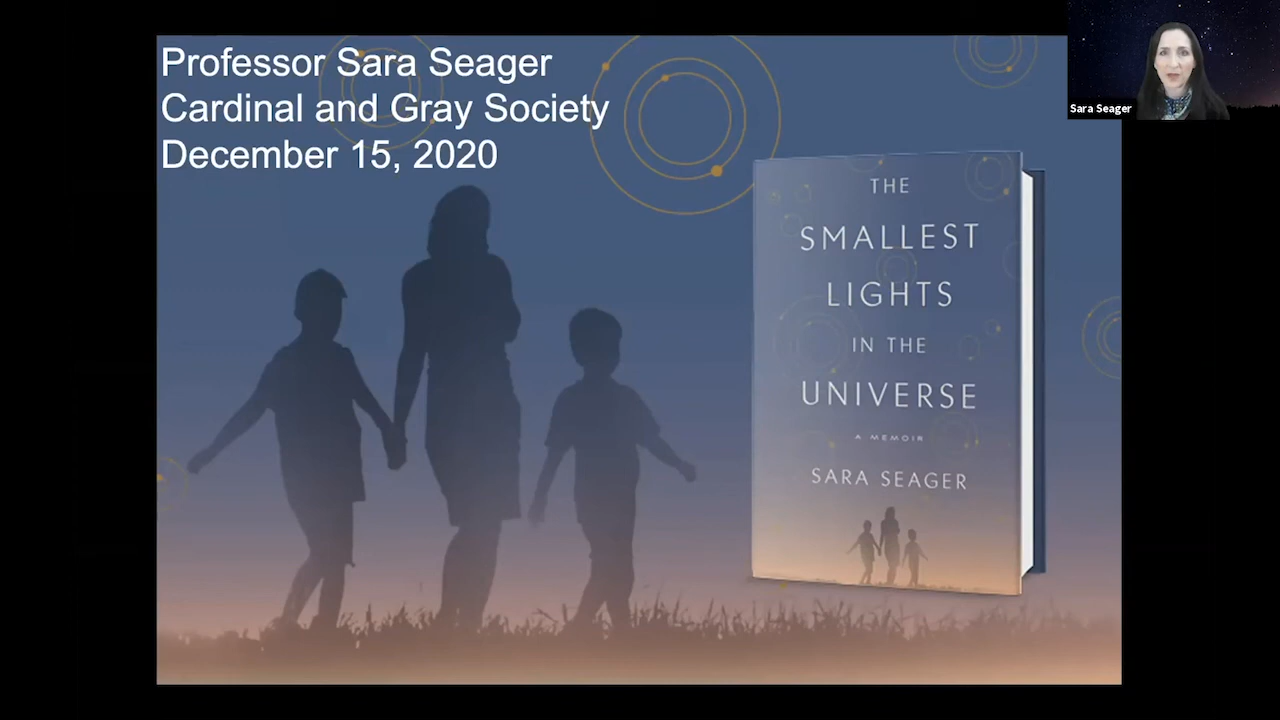 Professor Sara Seager
Cardinal and Gray Society
December 15, 2020
Sara Seager
THE
SMALLEST
LIGHTS
IN THE
UNIVERSE
A MEMOIR
SARA SEAGER